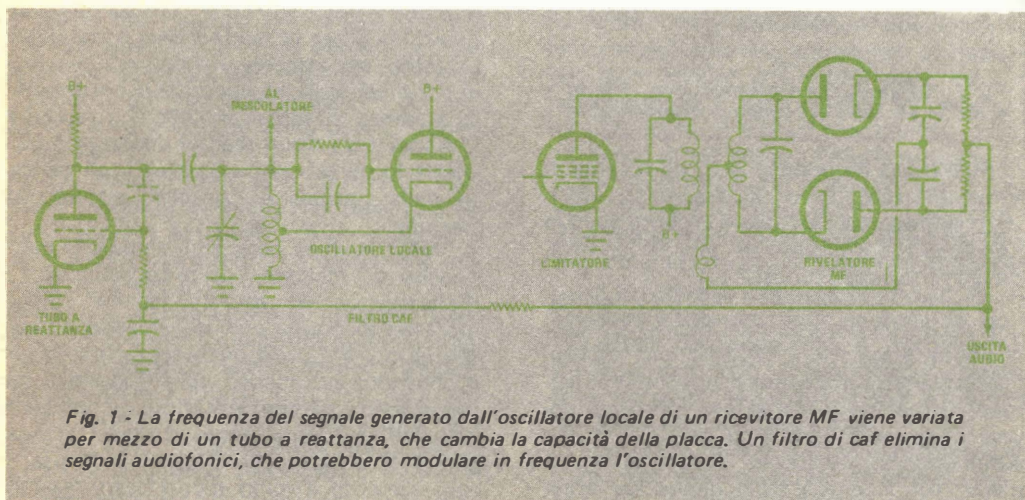 B+
AL
MESCOLATORE
B+
OSCILLATORE LOCALE
LIMITATORE
B+
RIVELATORE
MF
TUBO A
REATTANZA
FILTRO CAF
USCITA
AUDIO
Fig. 1 - La frequenza del segnale generato dall'oscillatore locale di un ricevitore MF viene variata
per mezzo di un tubo a reattanza, che cambia la capacità della placca. Un filtro di caf elimina i
segnali audiofonici, che potrebbero modulare in frequenza l'oscillatore.